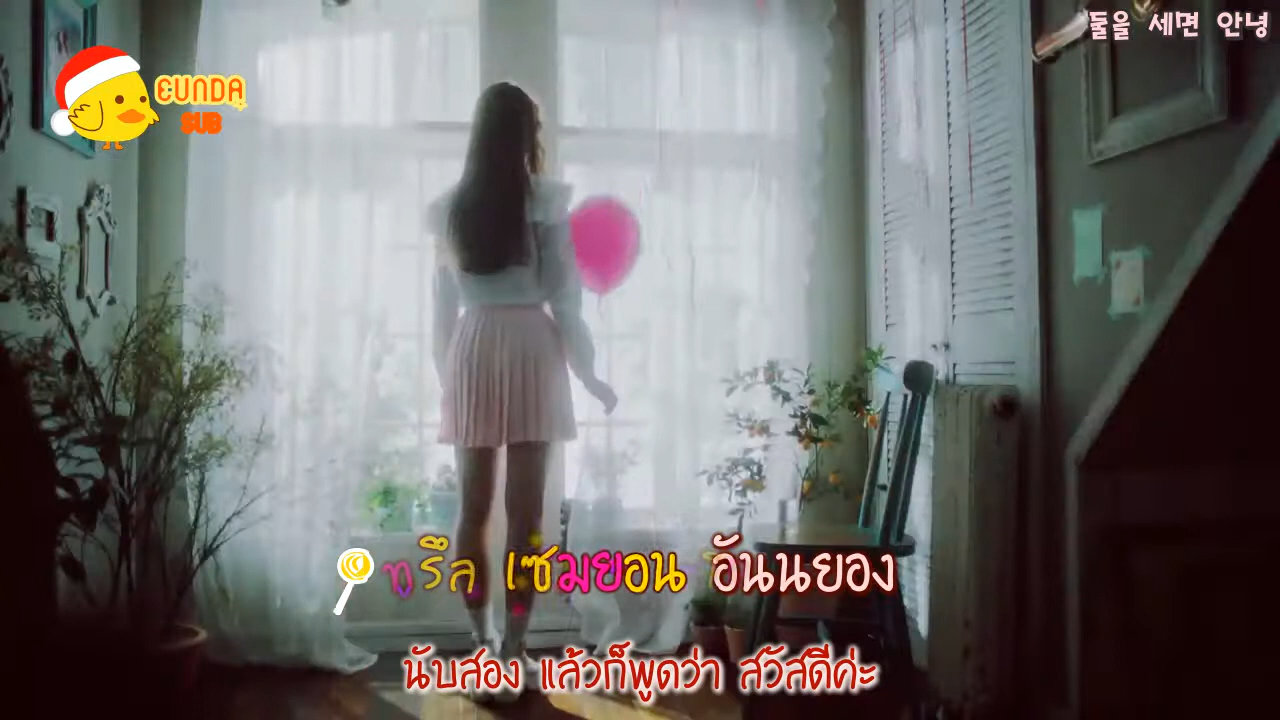 둘을 세면 안녕
EUNDA
SUB
ทรึล เซมยอน อันนยอง
นับสอง แล้วก็พูดว่า สวัสดีค่ะ